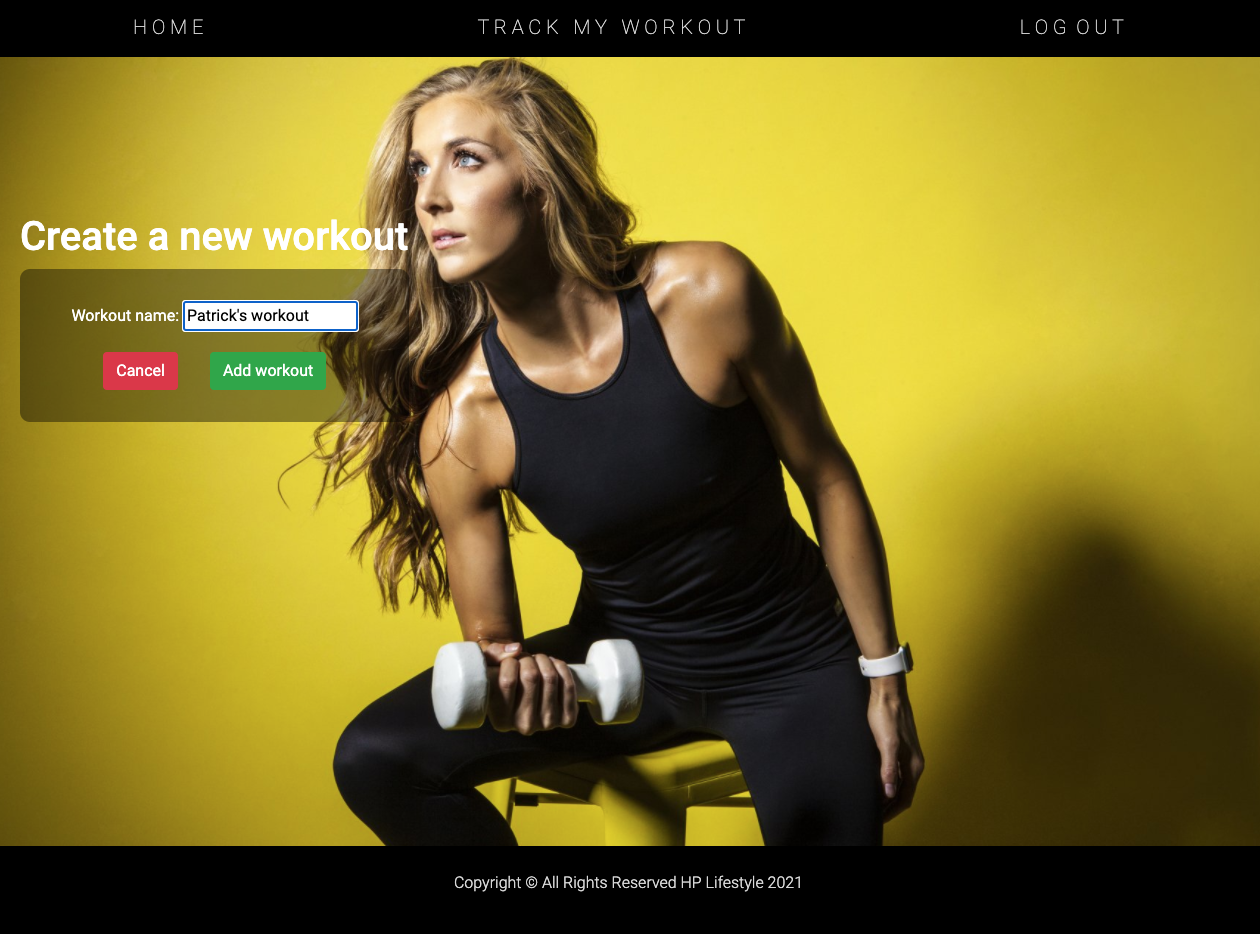 HOME
TRACK MY WORKOUT
LOG OUT
Create a new workout
Workout name: Patrick's workout
Cancel
Add workout
Copyright © All Rights Reserved HP Lifestyle 2021